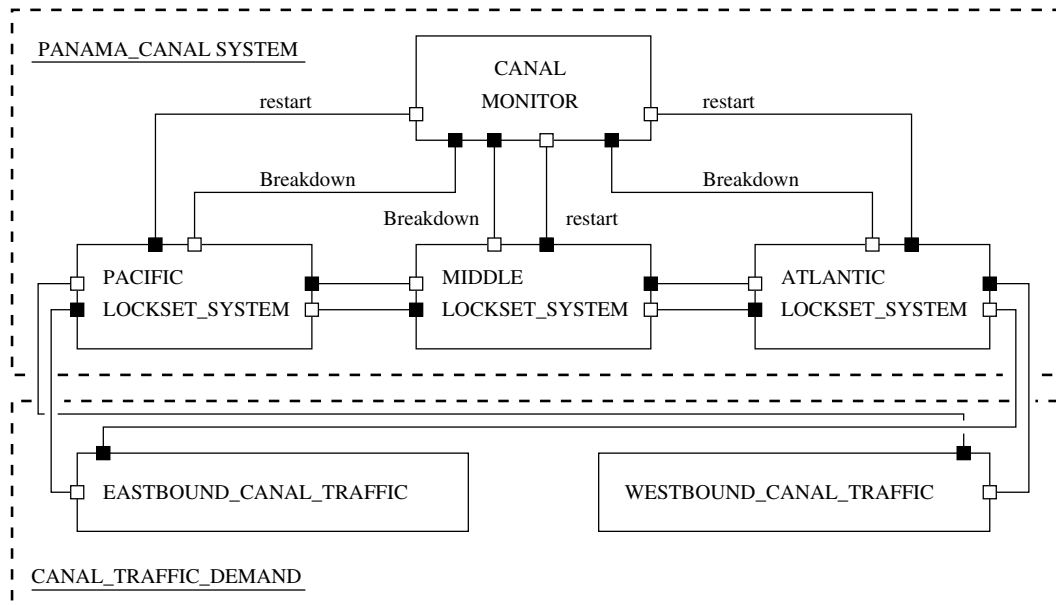 PANAMA_CANAL SYSTEM
CANAL
MONITOR
restart
restart
Breakdown
Breakdown
Breakdown
restart
PACIFIC
LOCKSET_SYSTEM
MIDDLE
LOCKSET_SYSTEM
ATLANTIC
LOCKSET_SYSTEM
EASTBOUND_CANAL_TRAFFIC
WESTBOUND_CANAL_TRAFFIC
CANAL_TRAFFIC_DEMAND